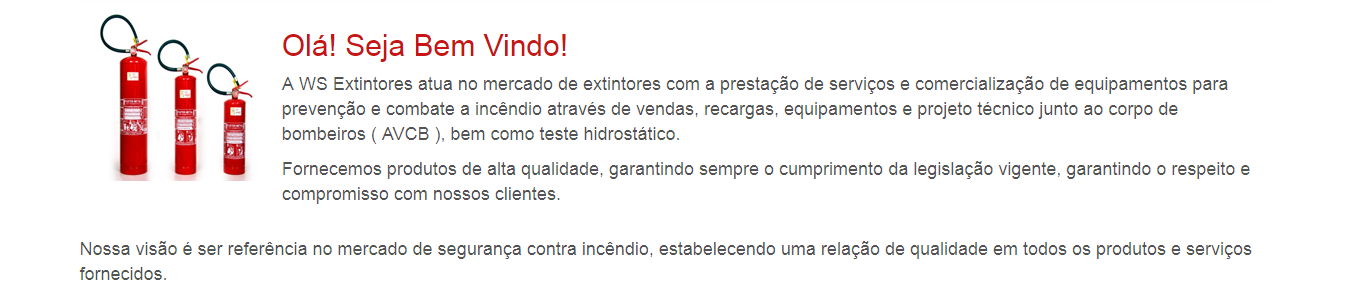 Olá! Seja Bem Vindo!
A WS Extintores atua no mercado de extintores com a prestação de serviços e comercialização de equipamentos para
prevenção e combate a incêndio através de vendas, recargas, equipamentos e projeto técnico junto ao corpo de
bombeiros ( AVCB ), bem como teste hidrostático.
Fornecemos produtos de alta qualidade, garantindo sempre o cumprimento da legislação vigente, garantindo o respeito e
compromisso com nossos clientes.
Nossa visão é ser referência no mercado de segurança contra incêndio, estabelecendo uma relação de qualidade em todos os produtos e serviços
fornecidos.